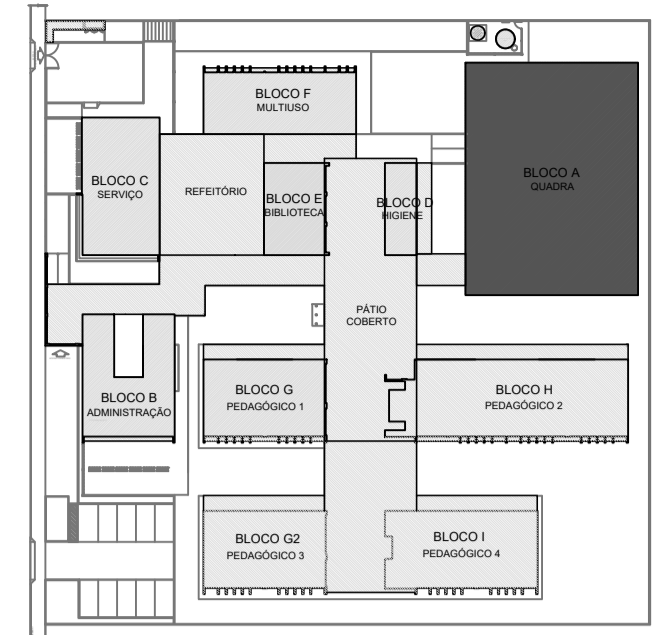 BLOCO F
MULTIUSO
BLOCO A
QUADRA
BLOCO C
SERVIÇO
REFEITÓRIO
BLOCO E
BIBLIOTECA
BLOCO D
HIGIENE
PÁTIO
COBERTO
BLOCO B
ADMINISTRAÇÃO
BLOCO G
PEDAGÓGICO 1
BLOCO H
PEDAGÓGICO 2
BLOCO G2
PEDAGÓGICO 3
BLOCO I
PEDAGÓGICO 4